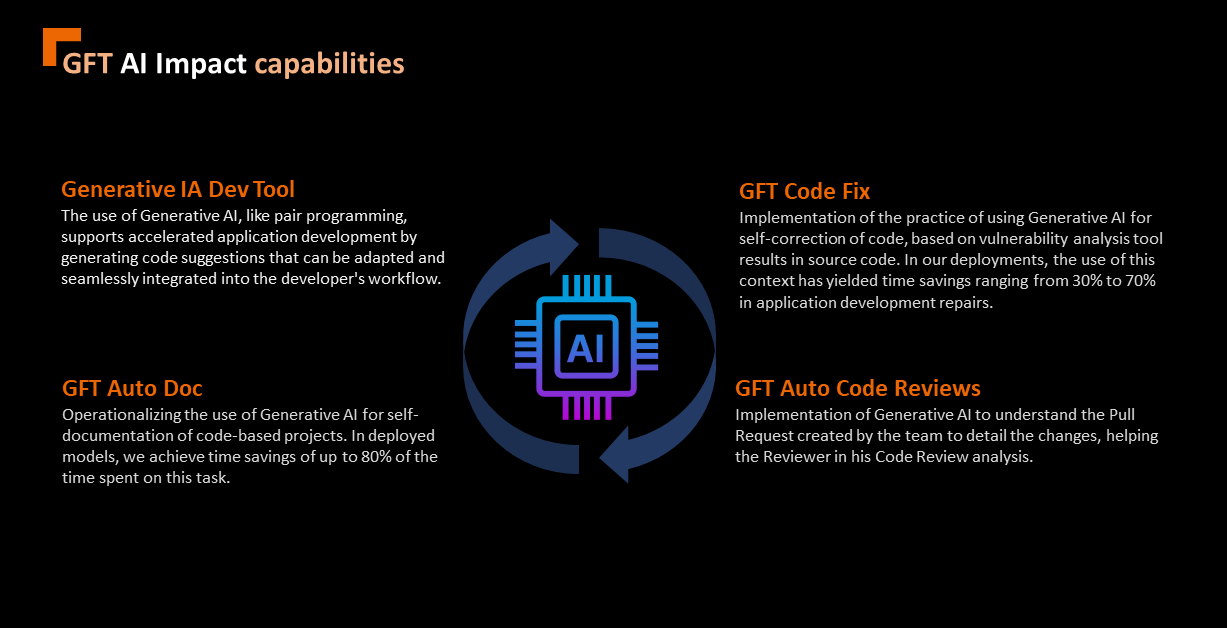 GFT AI Impact capabilities
Generative IA Dev Tool
The use of Generative AI, like pair programming,
supports accelerated application development by
generating code suggestions that can be adapted and
seamlessly integrated into the developer's workflow.
GFT Code Fix
Implementation of the practice of using Generative AI for
self-correction of code, based on vulnerability analysis tool
results in source code. In our deployments, the use of this
context has yielded time savings ranging from 30% to 70%
in application development repairs.
AI
GFT Auto Doc
Operationalizing the use of Generative AI for self-
documentation of code-based projects. In deployed
models, we achieve time savings of up to 80% of the
time spent on this task.
GFT Auto Code Reviews
Implementation of Generative AI to understand the Pull
Request created by the team to detail the changes, helping
the Reviewer in his Code Review analysis.